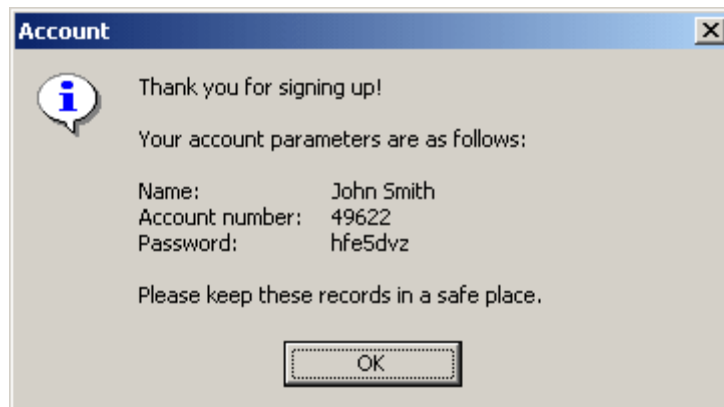 Account
Thank you for signing up!
Your account parameters are as follows:
Name: John Smith
Account number: 49622
Password: hfe5dvz
Please keep these records in a safe place.
OK